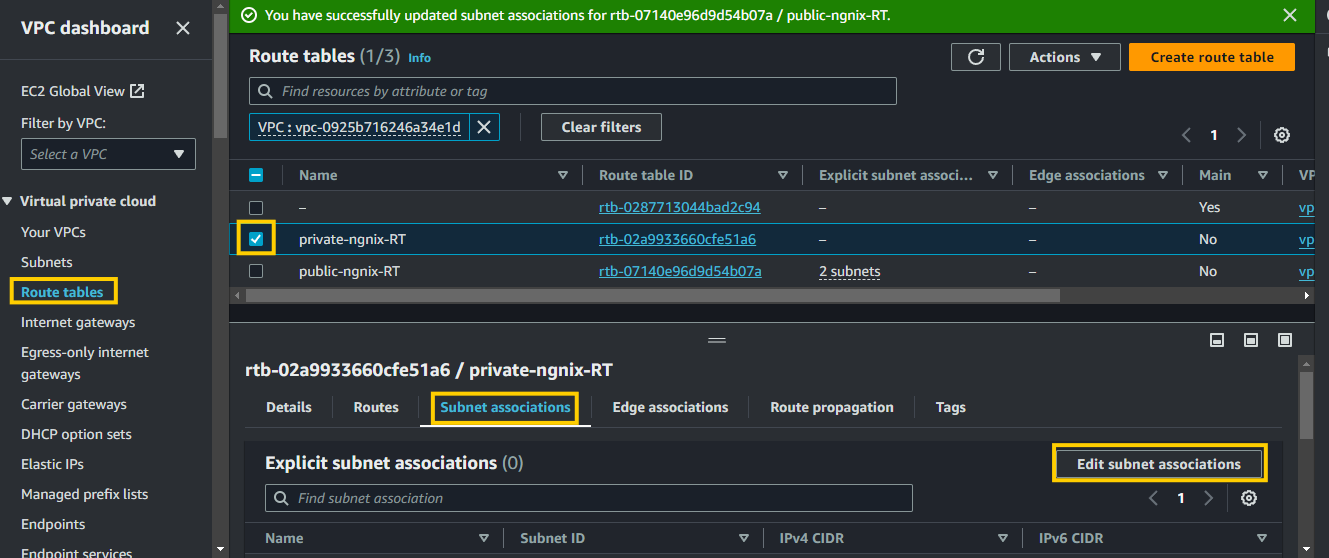 VPC dashboard
EC2 Global View
Filter by VPC:
Select a VPC
Virtual private cloud
Your VPCs
Subnets
Route tables
Internet gateways
Egress-only internet
gateways
Carrier gateways
DHCP option sets
Elastic IPs
Managed prefix lists
Endpoints
Endpoint services
You have successfully updated subnet associations for rtb-07140e96d9d54b07a / public-ngnix-RT.
Route tables (1/3) Info
Actions
Create route table
Find resources by attribute or tag
VPC : vpc-0925b716246a34e1d
Clear filters
1
Name Route table ID Explicit subnet associ... Edge associations Main VP
– rtb-0287713044bad2c94 – – Yes vp
private-ngnix-RT rtb-02a9933660cfe51a6 – – No vp
public-ngnix-RT rtb-07140e96d9d54b07a 2 subnets – No vp
rtb-02a9933660cfe51a6 / private-ngnix-RT
Details Routes Subnet associations Edge associations Route propagation Tags
Explicit subnet associations (0)
Edit subnet associations
Find subnet association
1
Name Subnet ID IPv4 CIDR IPv6 CIDR